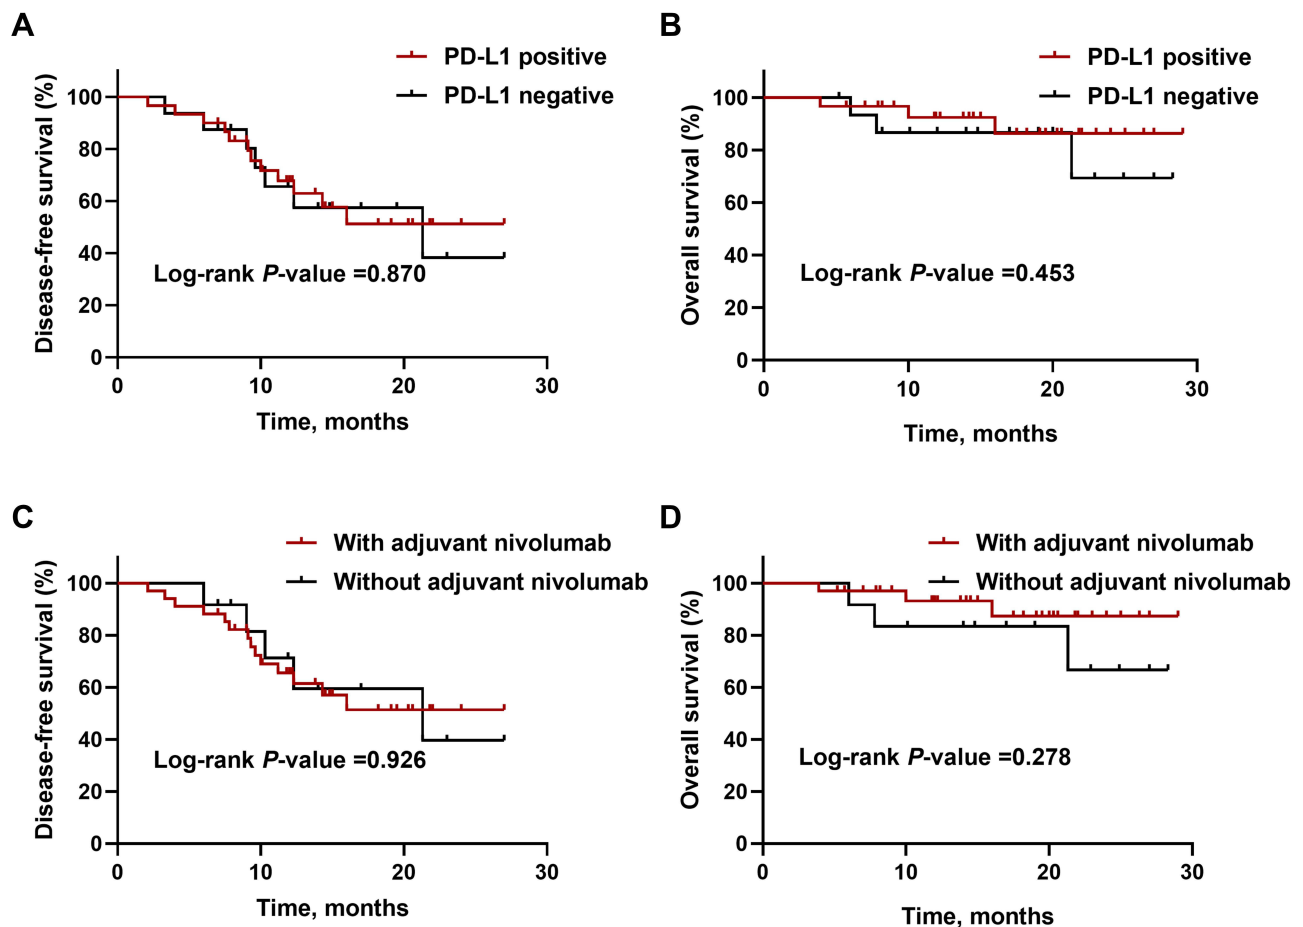 A
PD-L1 positive
PD-L1 negative
Disease-free survival (%)
100
80
60
40
20
0
Log-rank P-value =0.870
0 10 20 30
Time, months
B
PD-L1 positive
PD-L1 negative
Overall survival (%)
100
80
60
40
20
0
Log-rank P-value =0.453
0 10 20 30
Time, months
C
With adjuvant nivolumab
Without adjuvant nivolumab
Disease-free survival (%)
100
80
60
40
20
0
Log-rank P-value =0.926
0 10 20 30
Time, months
D
With adjuvant nivolumab
Without adjuvant nivolumab
Overall survival (%)
100
80
60
40
20
0
Log-rank P-value =0.278
0 10 20 30
Time, months